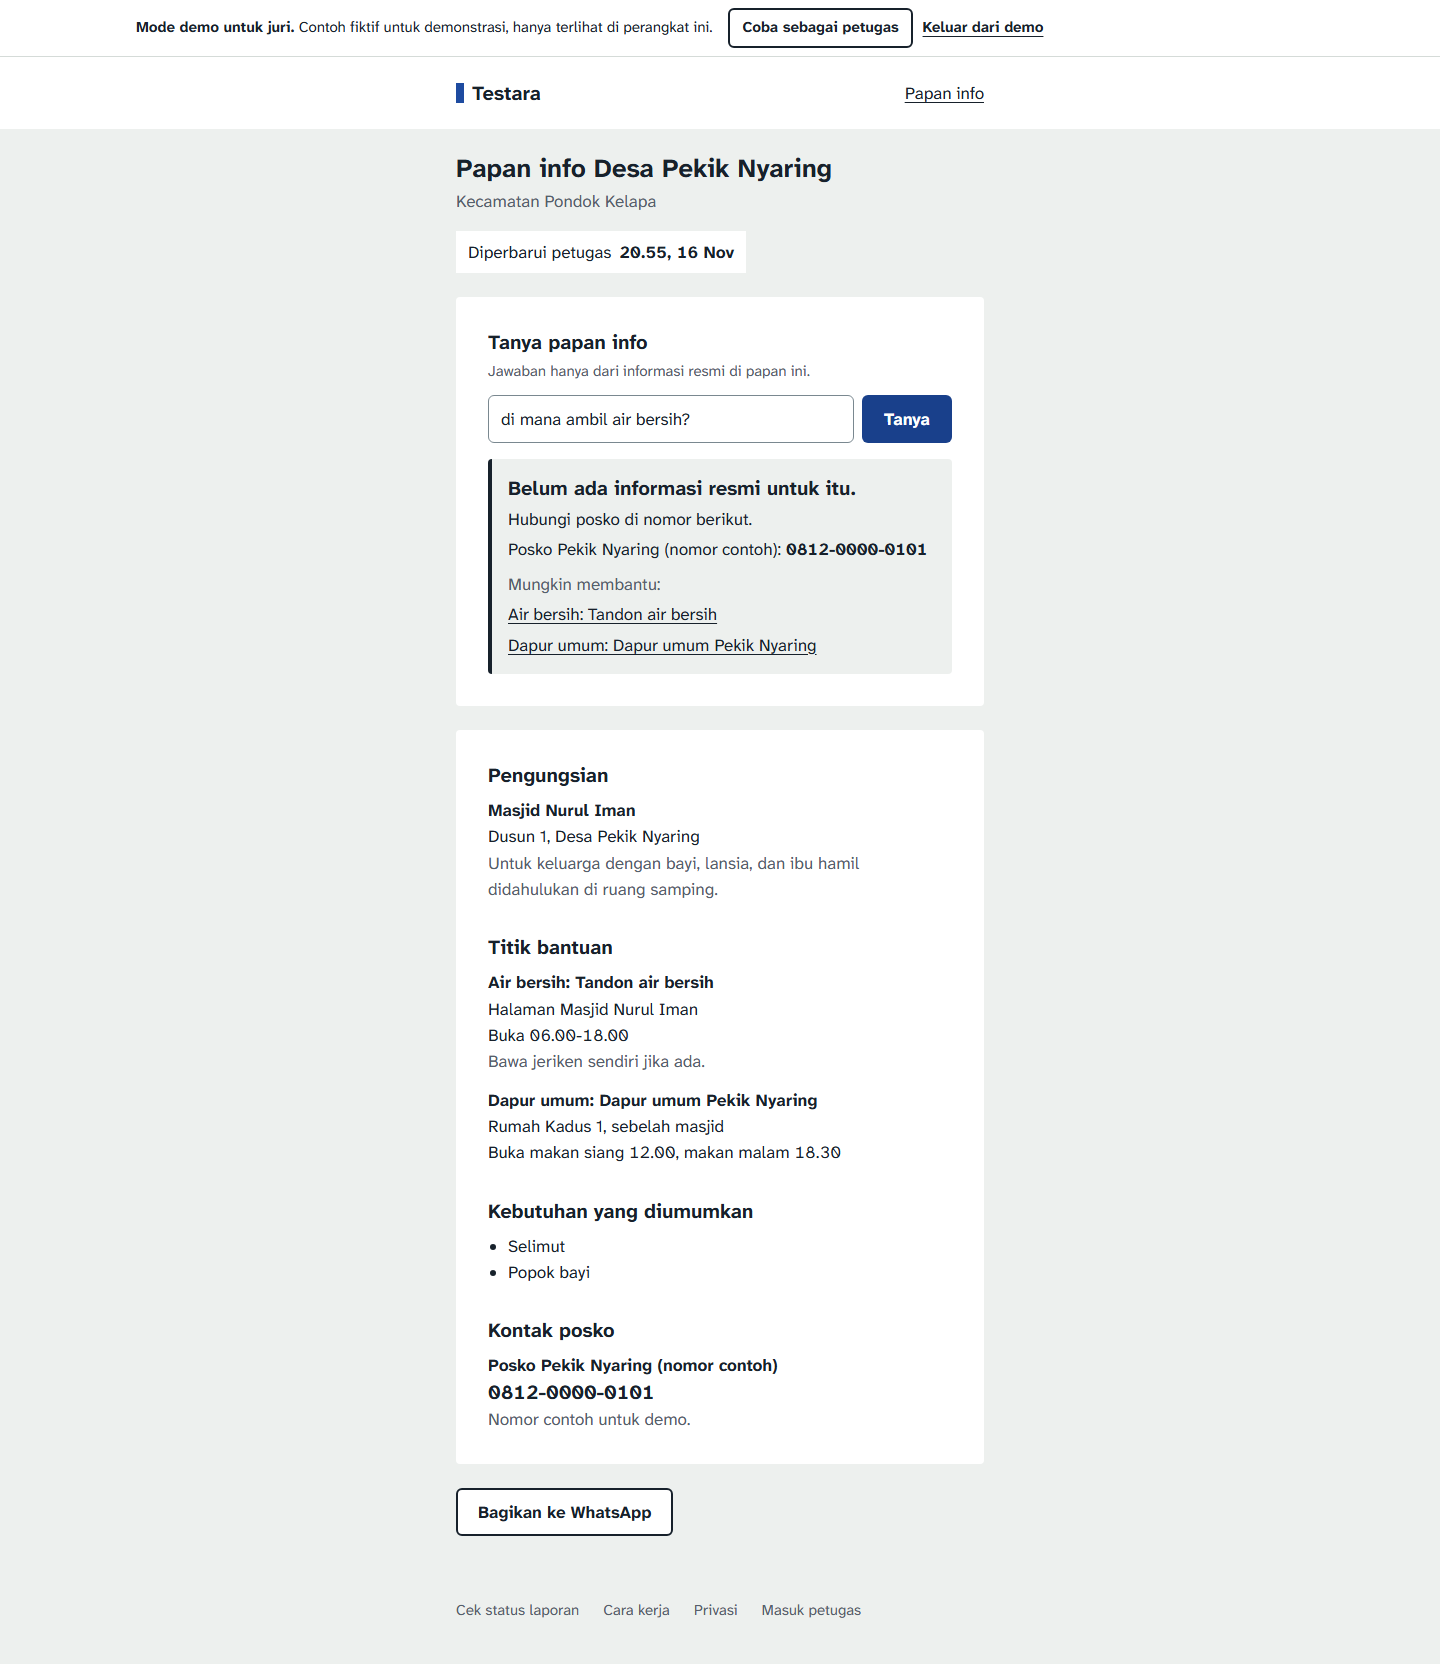 Mode demo untuk juri. Contoh fiktif untuk demonstrasi, hanya terlihat di perangkat ini. Coba sebagai petugas Keluar dari demo
Testara Papan info
Papan info Desa Pekik Nyaring
Kecamatan Pondok Kelapa
Diperbarui petugas 20.55, 16 Nov
Tanya papan info
Jawaban hanya dari informasi resmi di papan ini.
di mana ambil air bersih? Tanya
Belum ada informasi resmi untuk itu.
Hubungi posko di nomor berikut.
Posko Pekik Nyaring (nomor contoh): 0812-0000-0101
Mungkin membantu:
Air bersih: Tandon air bersih
Dapur umum: Dapur umum Pekik Nyaring
Pengungsian
Masjid Nurul Iman
Dusun 1, Desa Pekik Nyaring
Untuk keluarga dengan bayi, lansia, dan ibu hamil
didahulukan di ruang samping.
Titik bantuan
Air bersih: Tandon air bersih
Halaman Masjid Nurul Iman
Buka 06.00-18.00
Bawa jeriken sendiri jika ada.
Dapur umum: Dapur umum Pekik Nyaring
Rumah Kadus 1, sebelah masjid
Buka makan siang 12.00, makan malam 18.30
Kebutuhan yang diumumkan
• Selimut
• Popok bayi
Kontak posko
Posko Pekik Nyaring (nomor contoh)
0812-0000-0101
Nomor contoh untuk demo.
Bagikan ke WhatsApp
Cek status laporan Cara kerja Privasi Masuk petugas